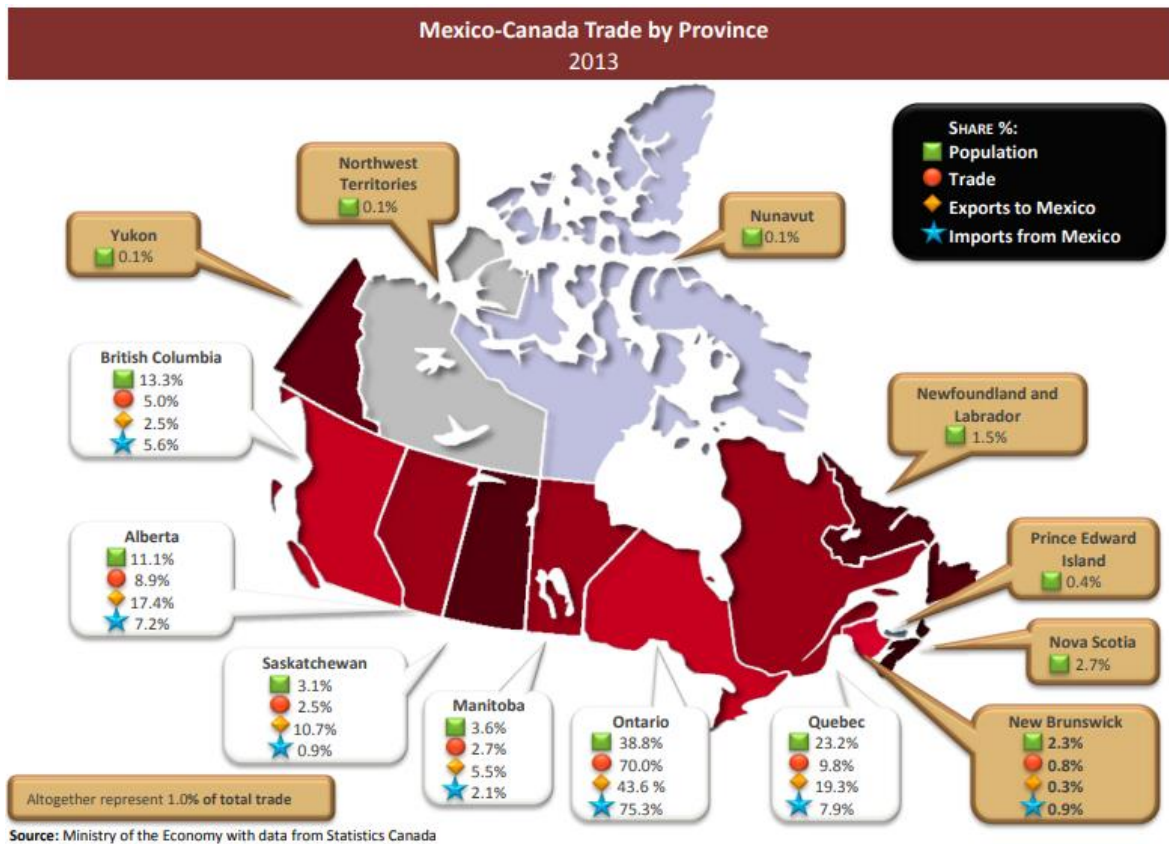 Mexico-Canada Trade by Province
2013
SHARE %:
Population
Trade
Exports to Mexico
Imports from Mexico
Northwest
Territories
0.1%
Nunavut
0.1%
Yukon
0.1%
British Columbia
13.3%
5.0%
2.5%
5.6%
Newfoundland and
Labrador
1.5%
Alberta
11.1%
8.9%
17.4%
7.2%
Prince Edward
Island
0.4%
Nova Scotia
2.7%
Saskatchewan
3.1%
2.5%
10.7%
0.9%
Manitoba
3.6%
2.7%
5.5%
2.1%
Ontario
38.8%
70.0%
43.6 %
75.3%
Quebec
23.2%
9.8%
19.3%
7.9%
New Brunswick
2.3%
0.8%
0.3%
0.9%
Altogether represent 1.0% of total trade
Source: Ministry of the Economy with data from Statistics Canada